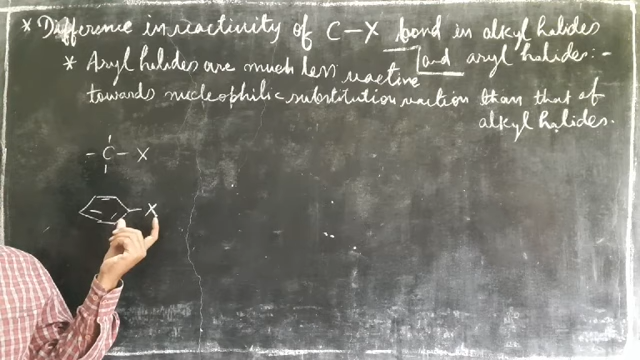 * Difference in reactivity of C-X bond in alkyl halides
and aryl halides:-
* Aryl halides are much less reactive
towards nucleophilic substitution reaction than that of
alkyl halides.
-C-X
X